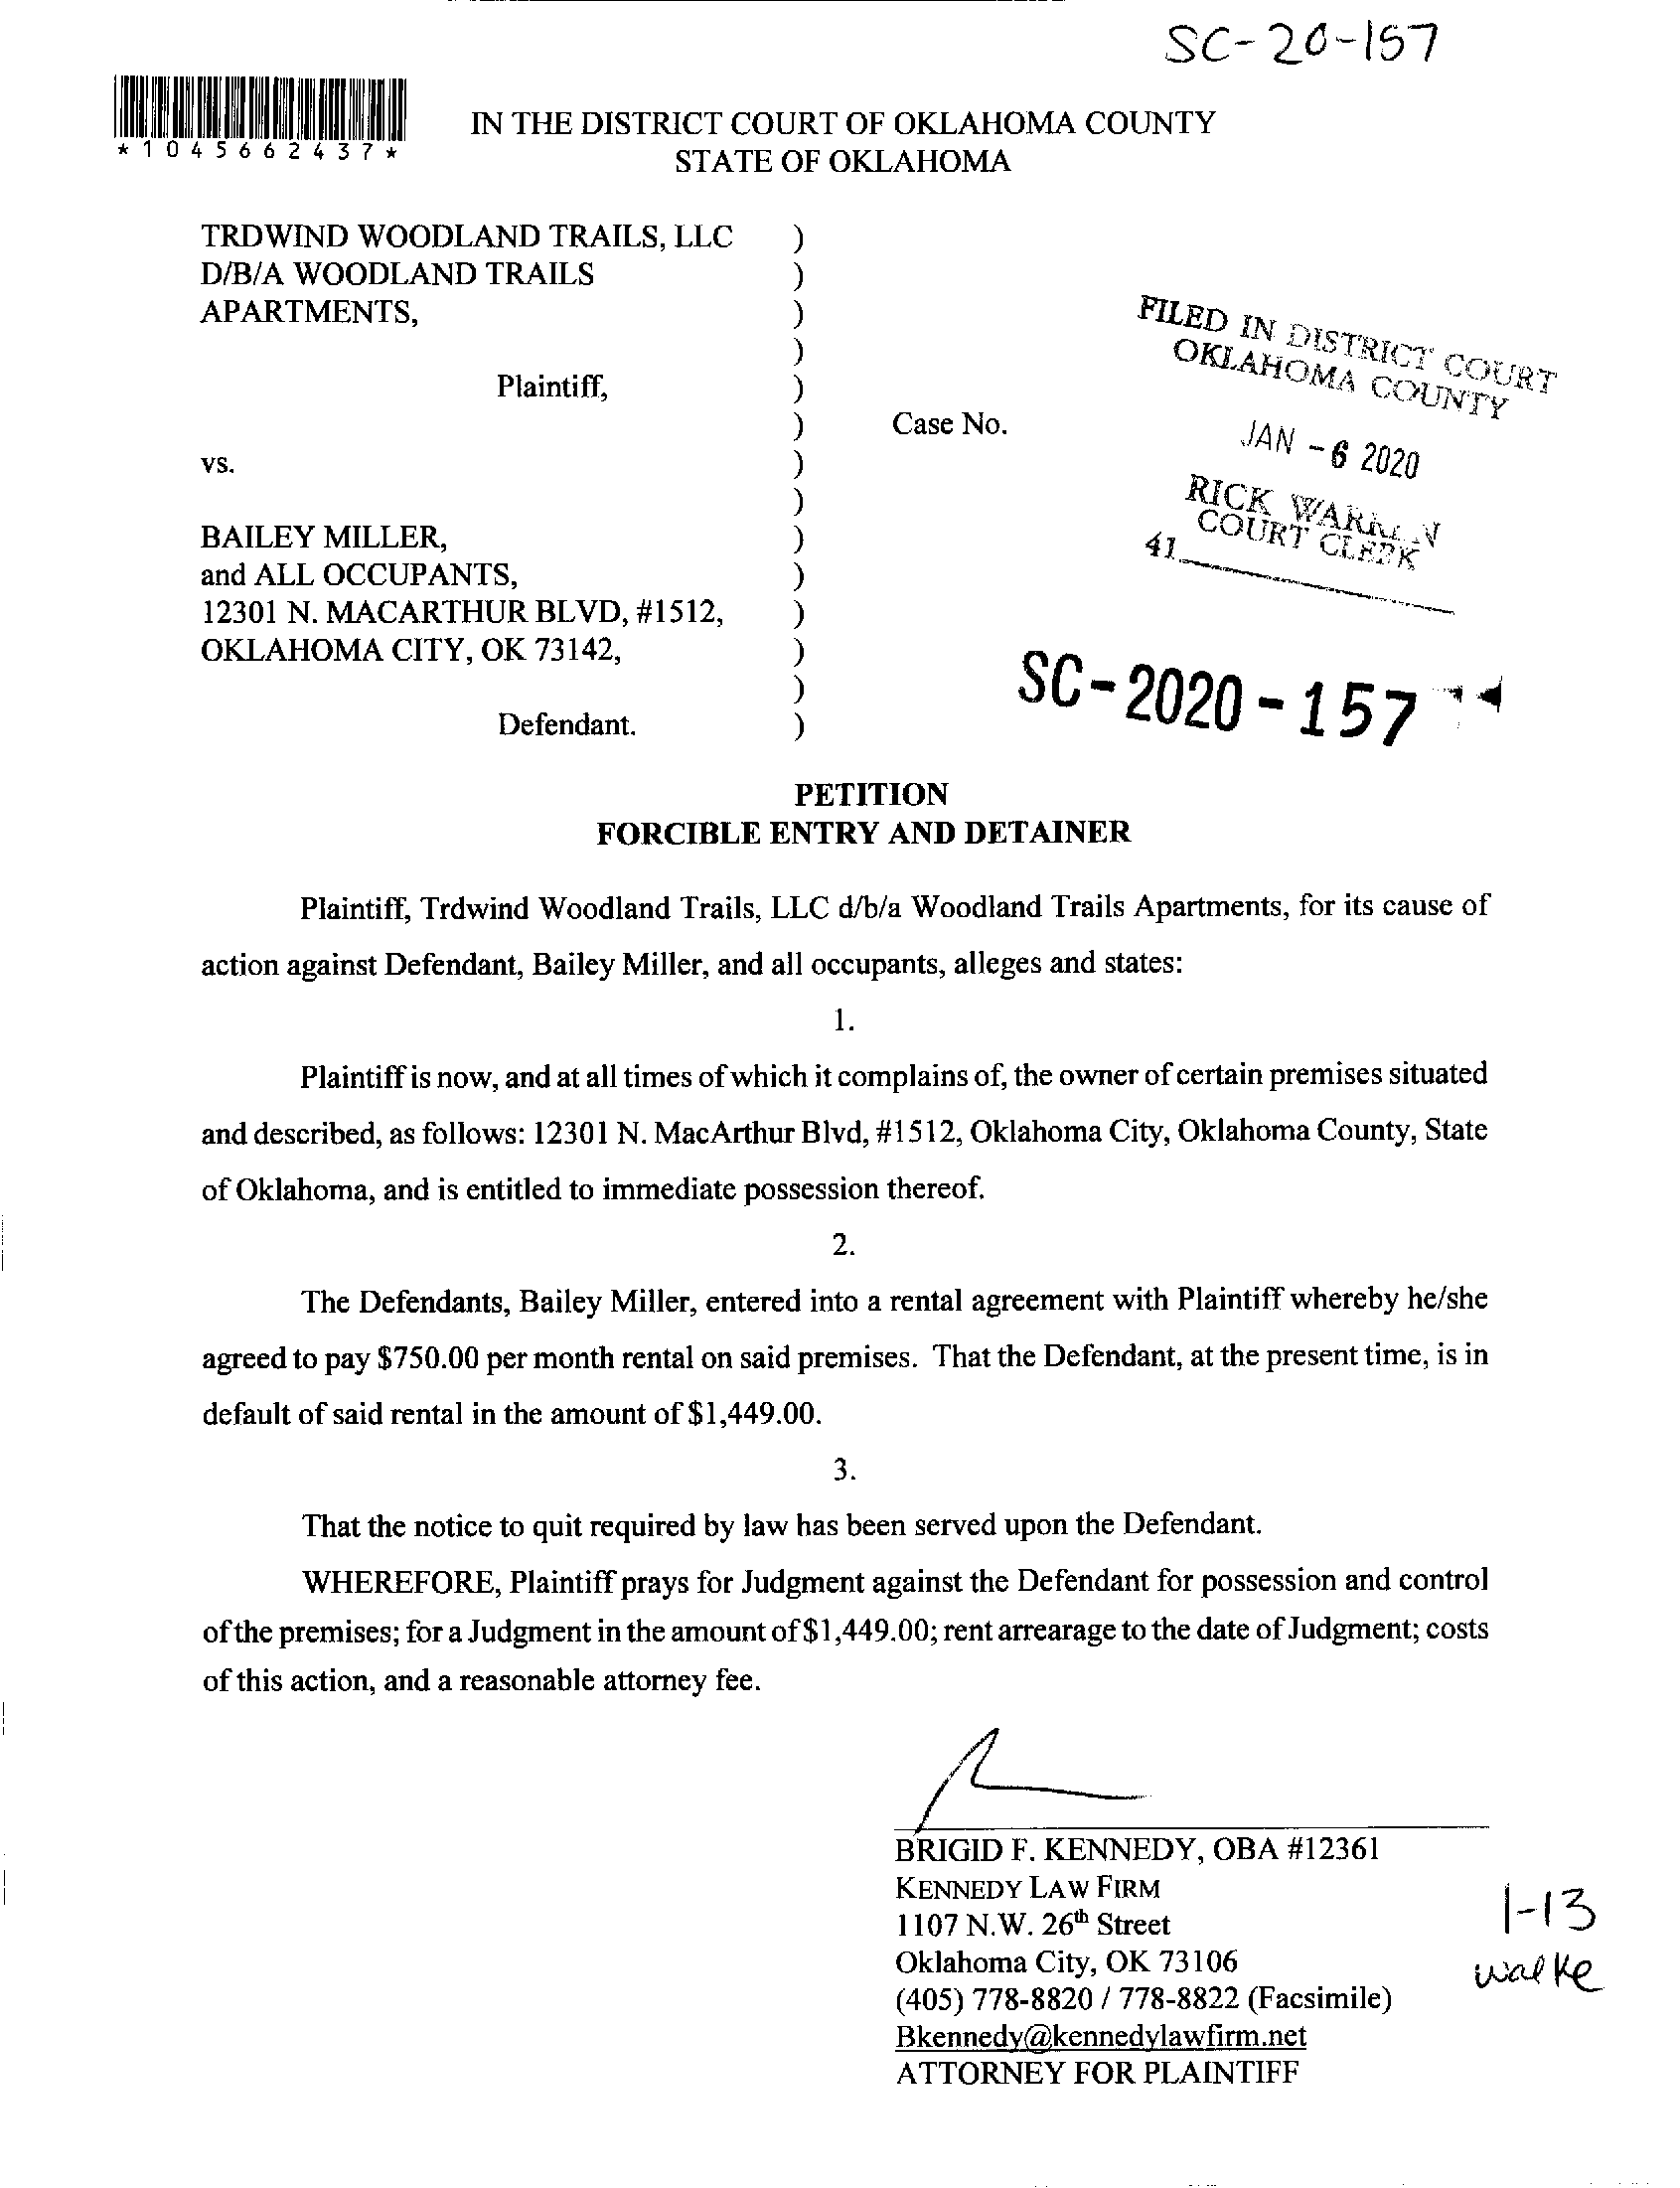 SC-20-157
*1045662437*
IN THE DISTRICT COURT OF OKLAHOMA COUNTY
STATE OF OKLAHOMA
TRDWIND WOODLAND TRAILS, LLC )
D/B/A WOODLAND TRAILS )
APARTMENTS, )
)
Plaintiff, )
) Case No.
vs. )
)
BAILEY MILLER, )
and ALL OCCUPANTS, )
12301 N. MACARTHUR BLVD, #1512, )
OKLAHOMA CITY, OK 73142, )
)
Defendant. )
FILED IN DISTRICT COURT
OKLAHOMA COUNTY
JAN -6 2020
RICK WARREN
COURT CLERK
41
SC-2020-157
PETITION
FORCIBLE ENTRY AND DETAINER
Plaintiff, Trdwind Woodland Trails, LLC d/b/a Woodland Trails Apartments, for its cause of
action against Defendant, Bailey Miller, and all occupants, alleges and states:
1.
Plaintiff is now, and at all times of which it complains of, the owner of certain premises situated
and described, as follows: 12301 N. MacArthur Blvd, #1512, Oklahoma City, Oklahoma County, State
of Oklahoma, and is entitled to immediate possession thereof.
2.
The Defendants, Bailey Miller, entered into a rental agreement with Plaintiff whereby he/she
agreed to pay $750.00 per month rental on said premises. That the Defendant, at the present time, is in
default of said rental in the amount of $1,449.00.
3.
That the notice to quit required by law has been served upon the Defendant.
WHEREFORE, Plaintiff prays for Judgment against the Defendant for possession and control
of the premises; for a Judgment in the amount of $1,449.00; rent arrearage to the date of Judgment; costs
of this action, and a reasonable attorney fee.
BRIGID F. KENNEDY, OBA #12361
KENNEDY LAW FIRM
1107 N.W. 26th Street
Oklahoma City, OK 73106
(405) 778-8820 / 778-8822 (Facsimile)
Bkennedy@kennedylawfirm.net
ATTORNEY FOR PLAINTIFF
1-13
walke